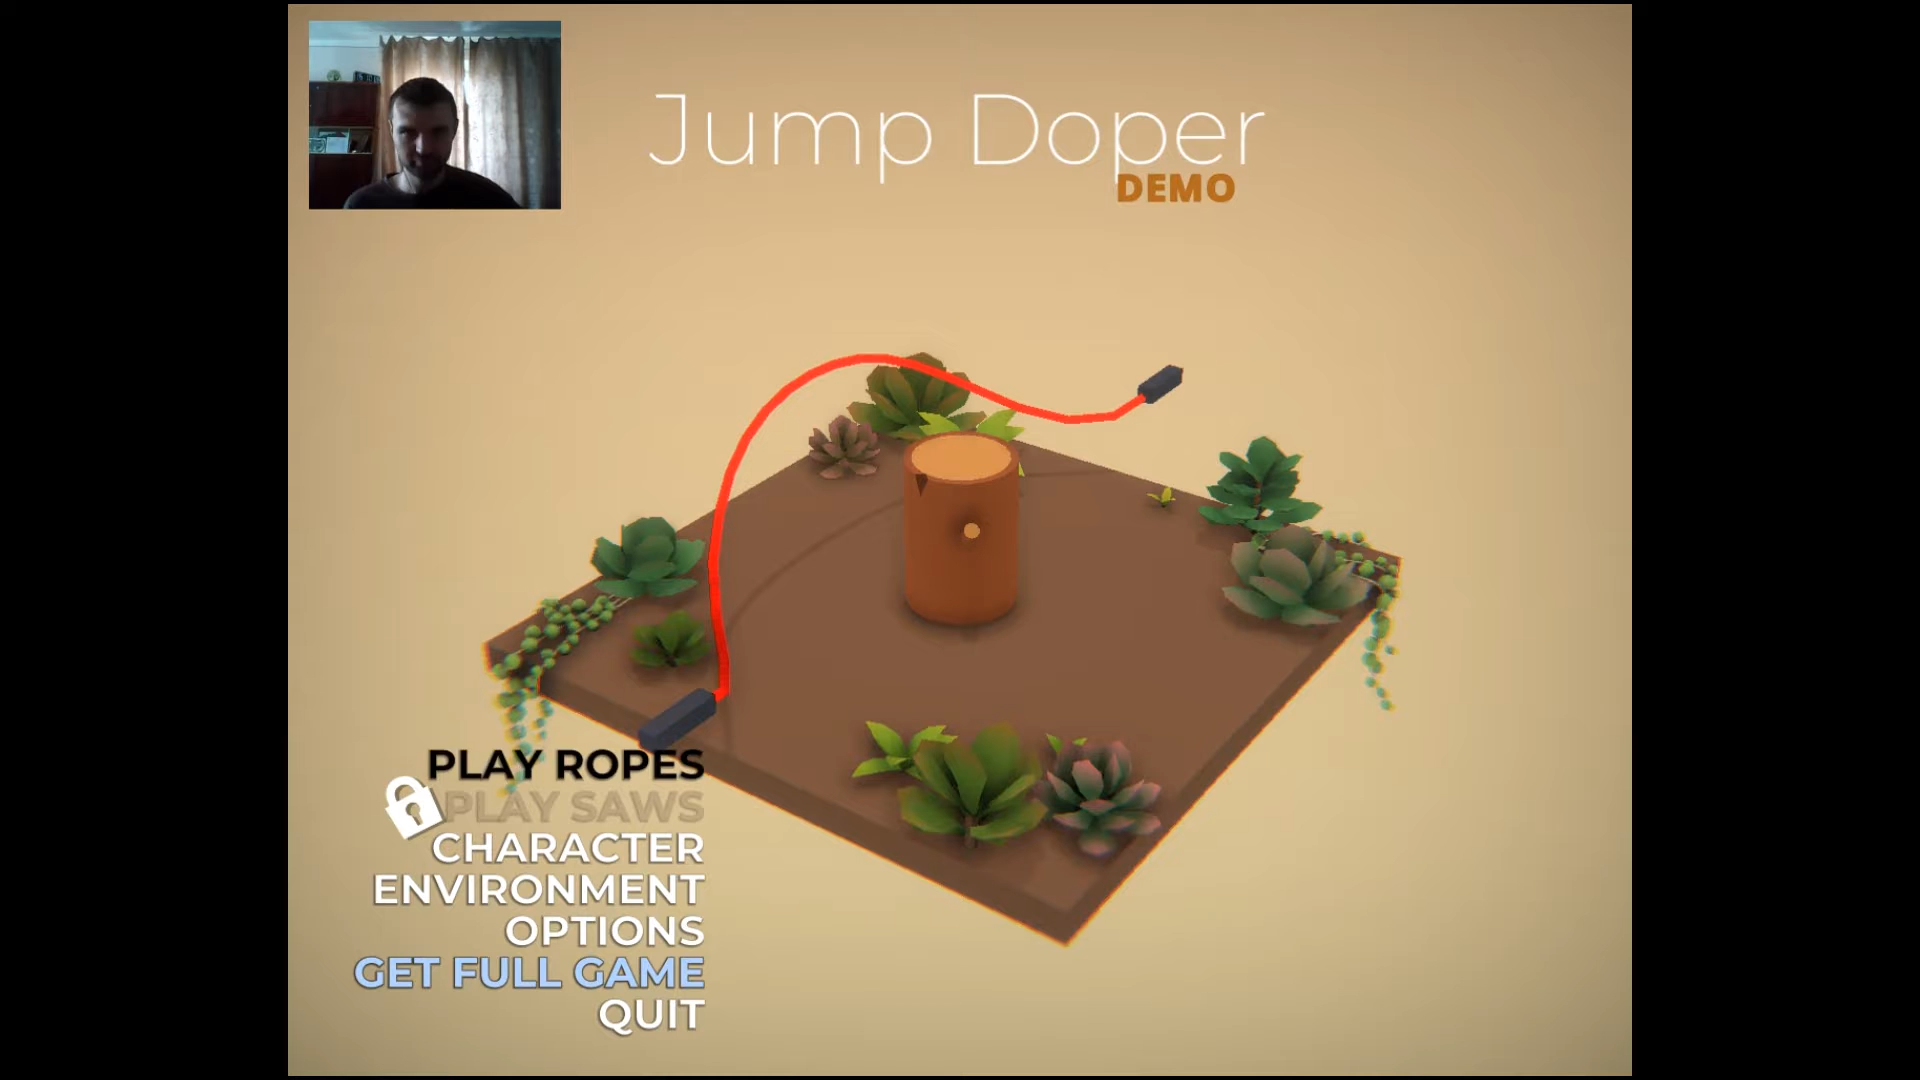 Jump Doper
DEMO
PLAY ROPES
PLAY SAWS
CHARACTER
ENVIRONMENT
OPTIONS
GET FULL GAME
QUIT